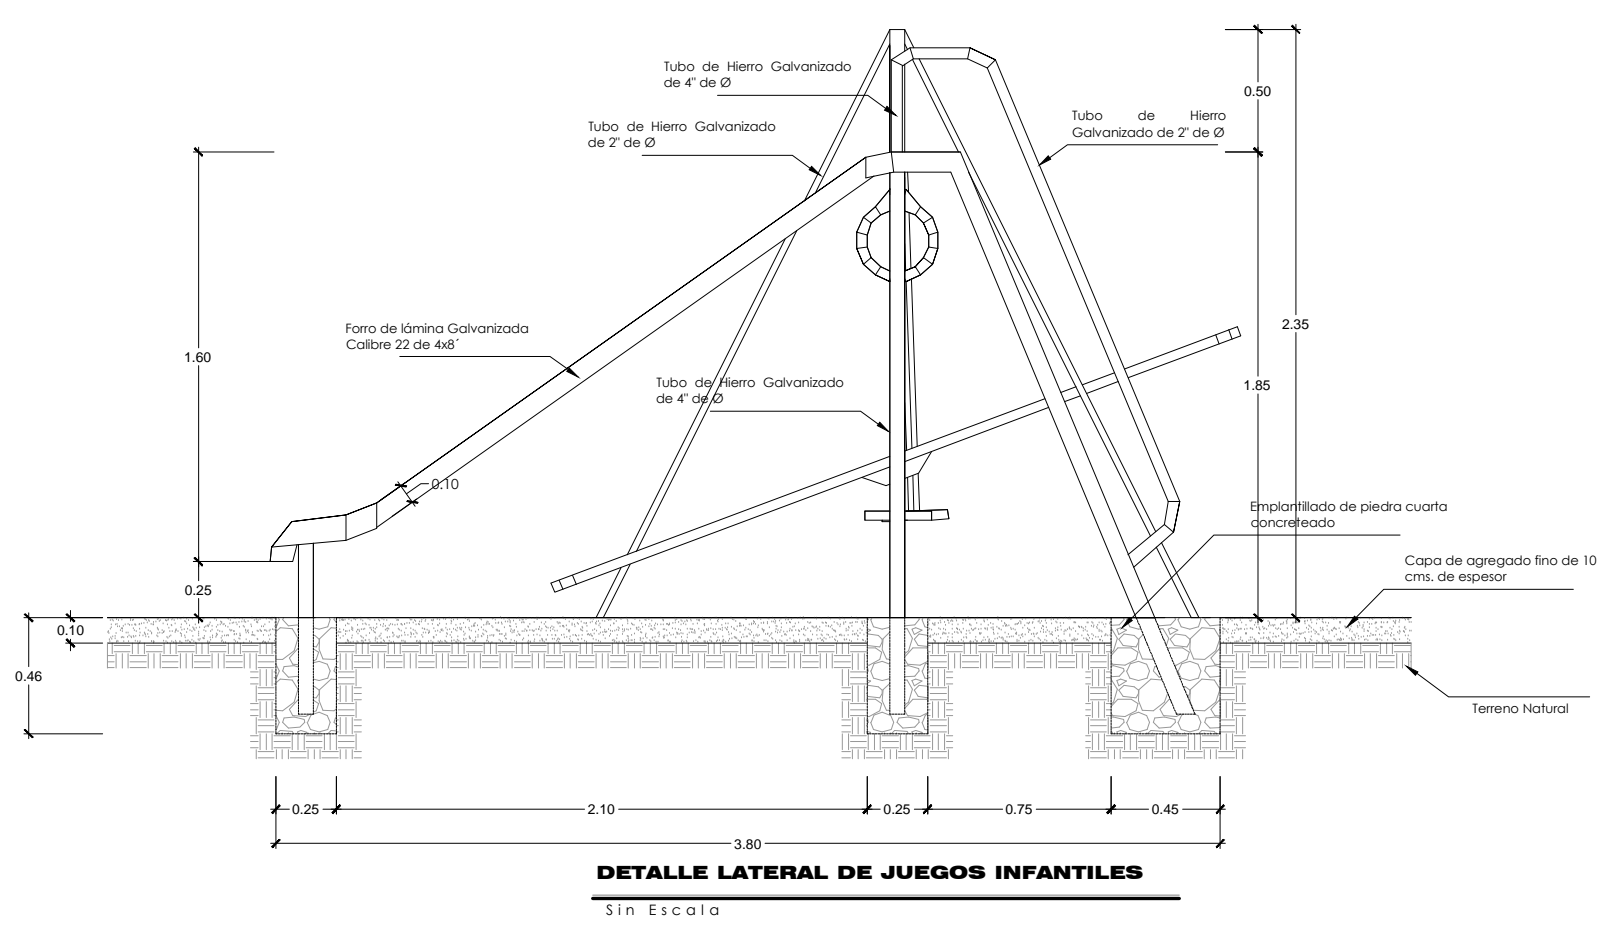 Tubo de Hierro Galvanizado
de 4" de Ø
Tubo de Hierro Galvanizado
de 2" de Ø
Tubo de Hierro
Galvanizado de 2" de Ø
0.50
2.35
1.85
1.60
Forro de lámina Galvanizada
Calibre 22 de 4x8´
Tubo de Hierro Galvanizado
de 4" de Ø
0.10
Emplantillado de piedra cuarta
concreteado
Capa de agregado fino de 10
cms. de espesor
0.25
0.10
0.46
Terreno Natural
0.25
2.10
0.25
0.75
0.45
3.80
DETALLE LATERAL DE JUEGOS INFANTILES
Sin Escala